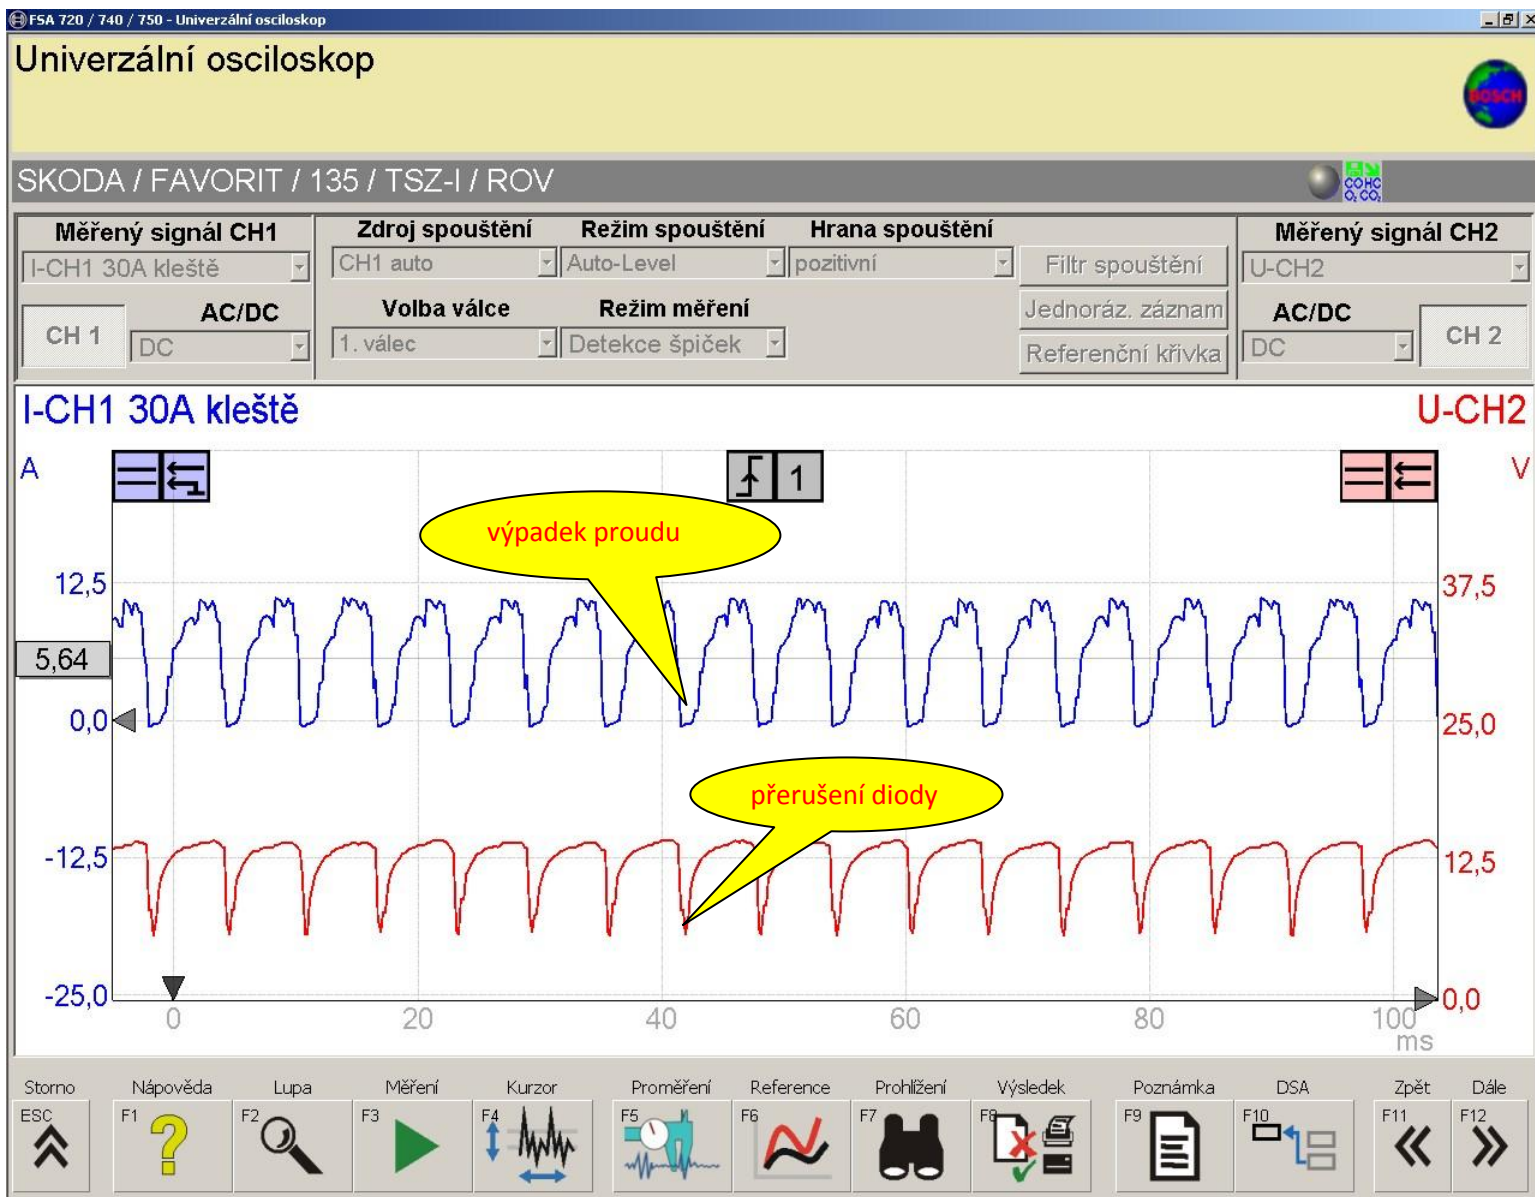 FSA 720 / 740 / 750 - Univerzální osciloskop
Univerzální osciloskop
BOSCH
SKODA / FAVORIT / 135 / TSZ-I / ROV
COHC
O₂ CO₂
Měřený signál CH1
Zdroj spouštění
Režim spouštění
Hrana spouštění
Měřený signál CH2
I-CH1 30A kleště
CH1 auto
Auto-Level
pozitivní
Filtr spouštění
U-CH2
CH 1
AC/DC
DC
Volba válce
1. válec
Režim měření
Detekce špiček
Jednoráz. záznam
Referenční křivka
AC/DC
DC
CH 2
I-CH1 30A kleště
U-CH2
A
1
V
výpadek proudu
12,5
37,5
5,64
0,0
25,0
přerušení diody
-12,5
12,5
-25,0
0,0
0
20
40
60
80
100
ms
Storno
Nápověda
Lupa
Měření
Kurzor
Proměření
Reference
Prohlížení
Výsledek
Poznámka
DSA
Zpět
Dále
ESC
F1
F2
F3
F4
F5
F6
F7
F8
F9
F10
F11
F12